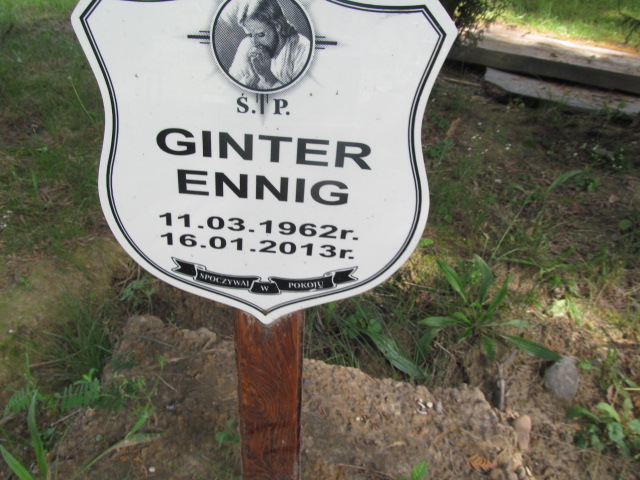 Ś. P.
GINTER
ENNIG
11.03.1962r.
16.01.2013r.
SPOCZYWAJ W POKOJU